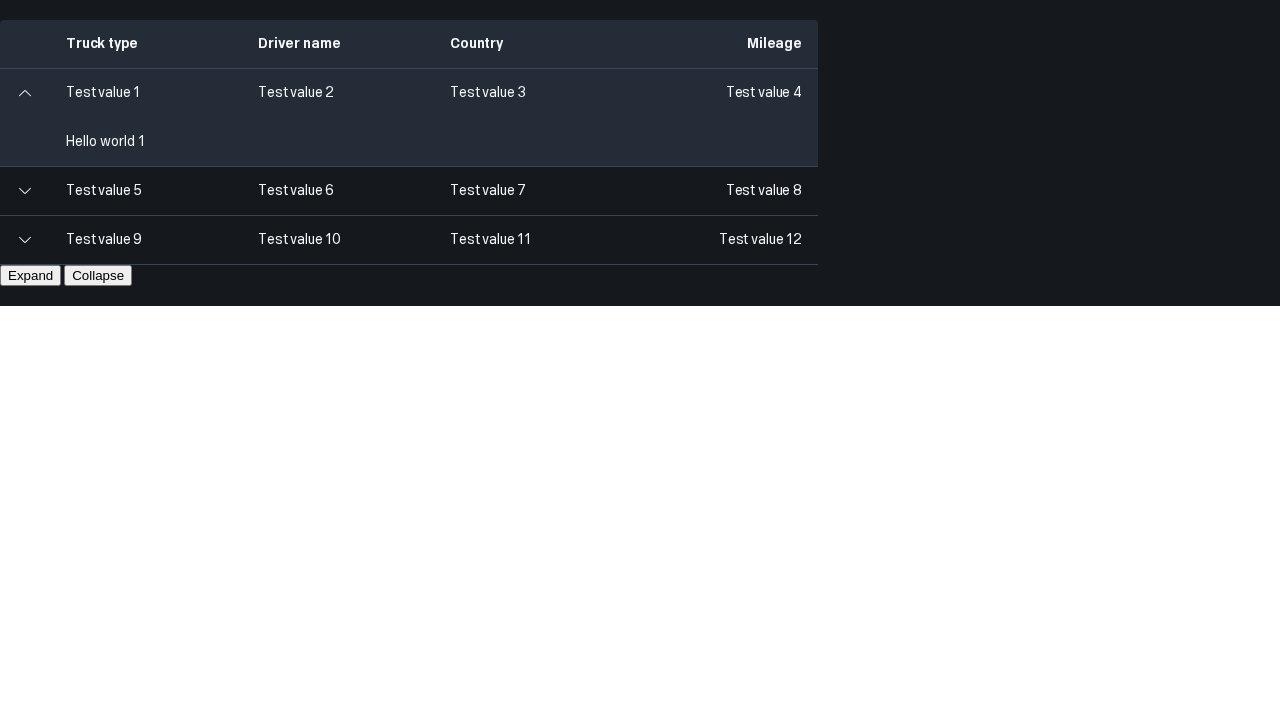 Truck type Driver name Country Mileage
Test value 1 Test value 2 Test value 3 Test value 4
Hello world 1
Test value 5 Test value 6 Test value 7 Test value 8
Test value 9 Test value 10 Test value 11 Test value 12
Expand Collapse